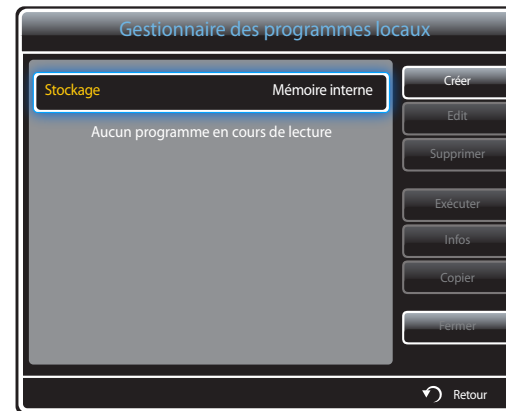 Gestionnaire des programmes locaux
Stockage Mémoire interne
Aucun programme en cours de lecture
Créer
Edit
Supprimer
Exécuter
Infos
Copier
Fermer
Retour